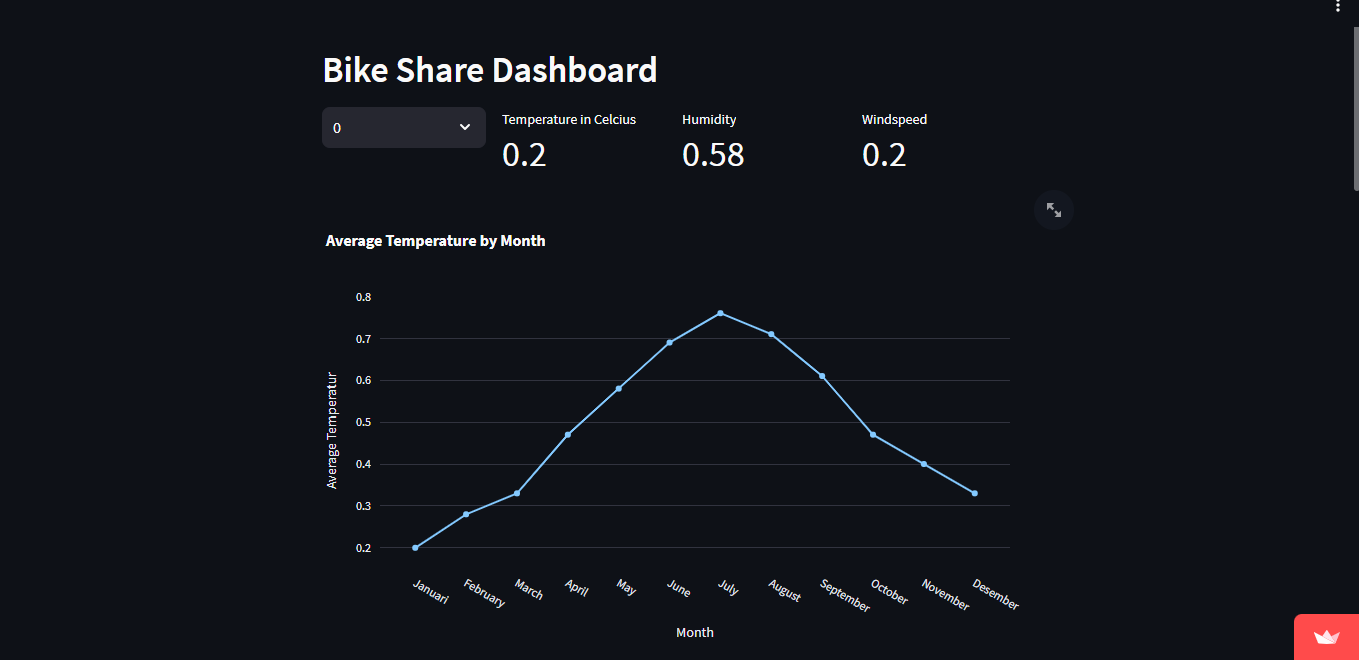 Bike Share Dashboard
0
Temperature in Celcius
0.2
Humidity
0.58
Windspeed
0.2
Average Temperature by Month
Average Temperatur
0.8
0.7
0.6
0.5
0.4
0.3
0.2
Januari
February
March
April
May
June
July
August
September
October
November
Desember
Month